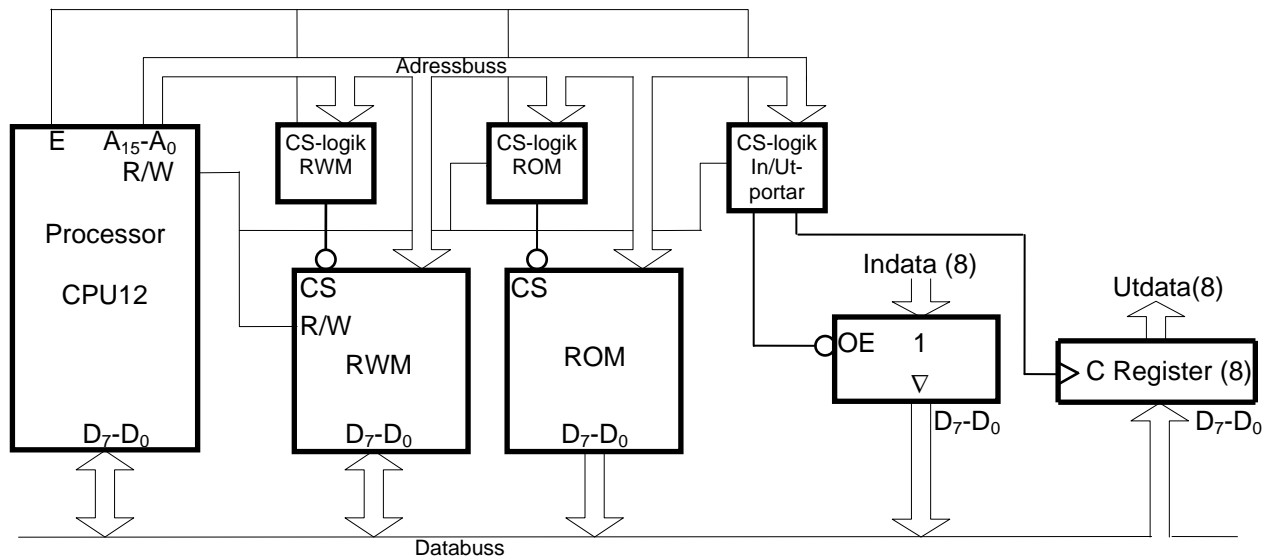 Adressbuss
E A₁₅-A₀
R/W
Processor
CPU12
D₇-D₀
CS-logik
RWM
CS-logik
ROM
CS-logik
In/Ut-
portar
CS
R/W
RWM
D₇-D₀
CS
ROM
D₇-D₀
Indata (8)
OE 1
∇
D₇-D₀
Utdata(8)
C Register (8)
D₇-D₀
Databuss